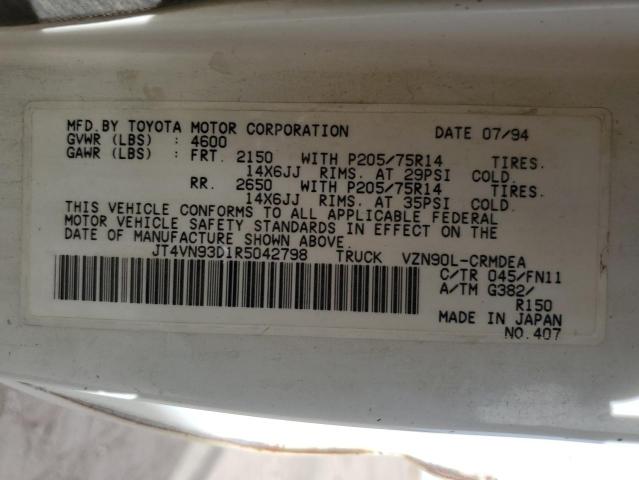 MFD.BY TOYOTA MOTOR CORPORATION DATE 07/94
GVWR (LBS) : 4600
GAWR (LBS) : FRT. 2150 WITH P205/75R14 TIRES.
14X6JJ RIMS. AT 29PSI COLD.
RR. 2650 WITH P205/75R14 TIRES.
14X6JJ RIMS. AT 35PSI COLD.
THIS VEHICLE CONFORMS TO ALL APPLICABLE FEDERAL
MOTOR VEHICLE SAFETY STANDARDS IN EFFECT ON THE
DATE OF MANUFACTURE SHOWN ABOVE.
JT4VN93D1R5042798 TRUCK VZN90L-CRMDEA
C/TR 045/FN11
A/TM G382/
R150
MADE IN JAPAN
NO.407